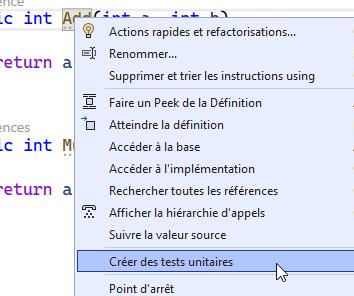 ence
ic int Add(int a, int b)
Actions rapides et refactorisations...
Renommer...
return a
Supprimer et trier les instructions using
Faire un Peek de la Définition
Atteindre la définition
ences
ic int Mu
Accéder à la base
Accéder à l'implémentation
return a
Rechercher toutes les références
Afficher la hiérarchie d'appels
Suivre la valeur source
Créer des tests unitaires
Point d'arrêt